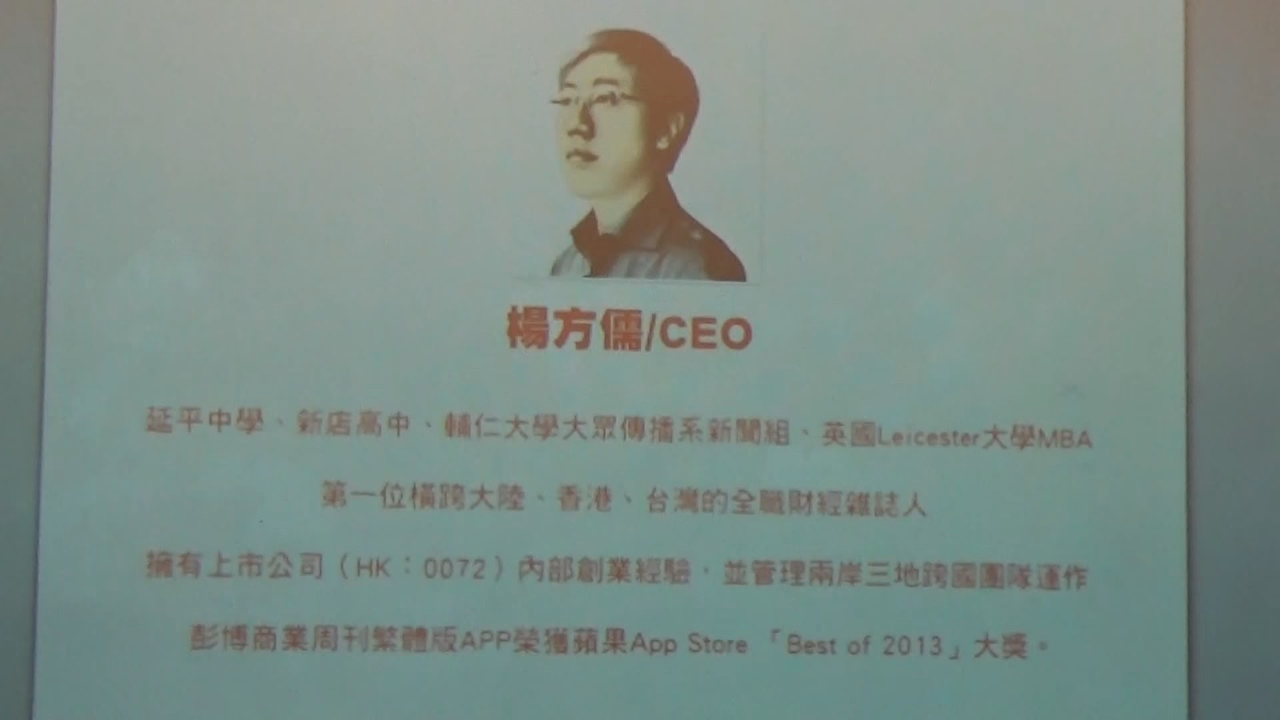 楊方儒/CEO
延平中學、新店高中、輔仁大學大眾傳播系新聞組、英國Leicester大學MBA
第一位橫跨大陸、香港、台灣的全職財經雜誌人
擁有上市公司（HK：0072）內部創業經驗，並管理兩岸三地跨國團隊運作
彭博商業周刊繁體版APP榮獲蘋果App Store「Best of 2013」大獎。